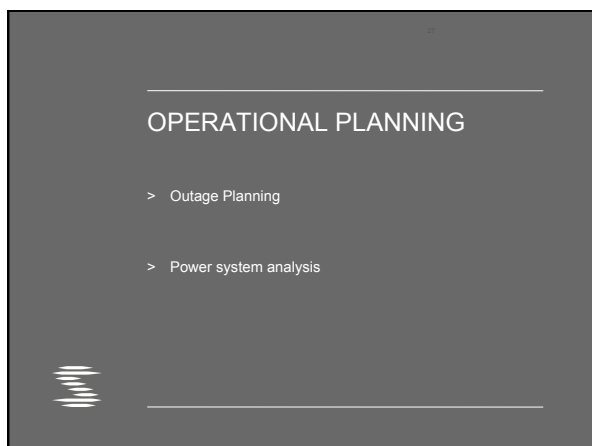 OPERATIONAL PLANNING
> Outage Planning
> Power system analysis